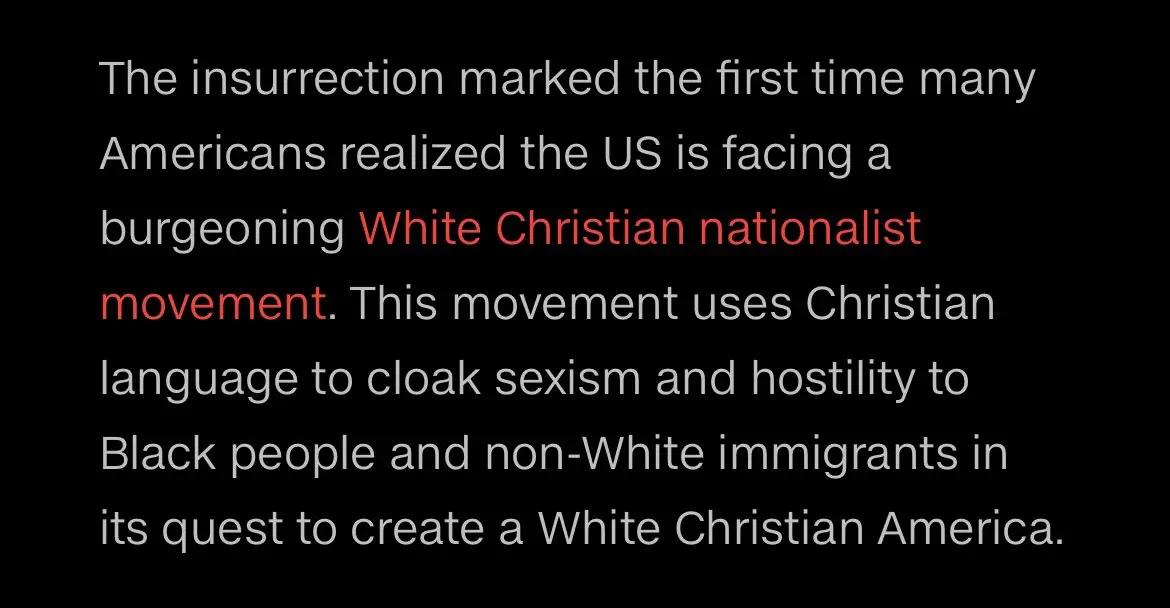 The insurrection marked the first time many
Americans realized the US is facing a
burgeoning White Christian nationalist
movement. This movement uses Christian
language to cloak sexism and hostility to
Black people and non-White immigrants in
its quest to create a White Christian America.